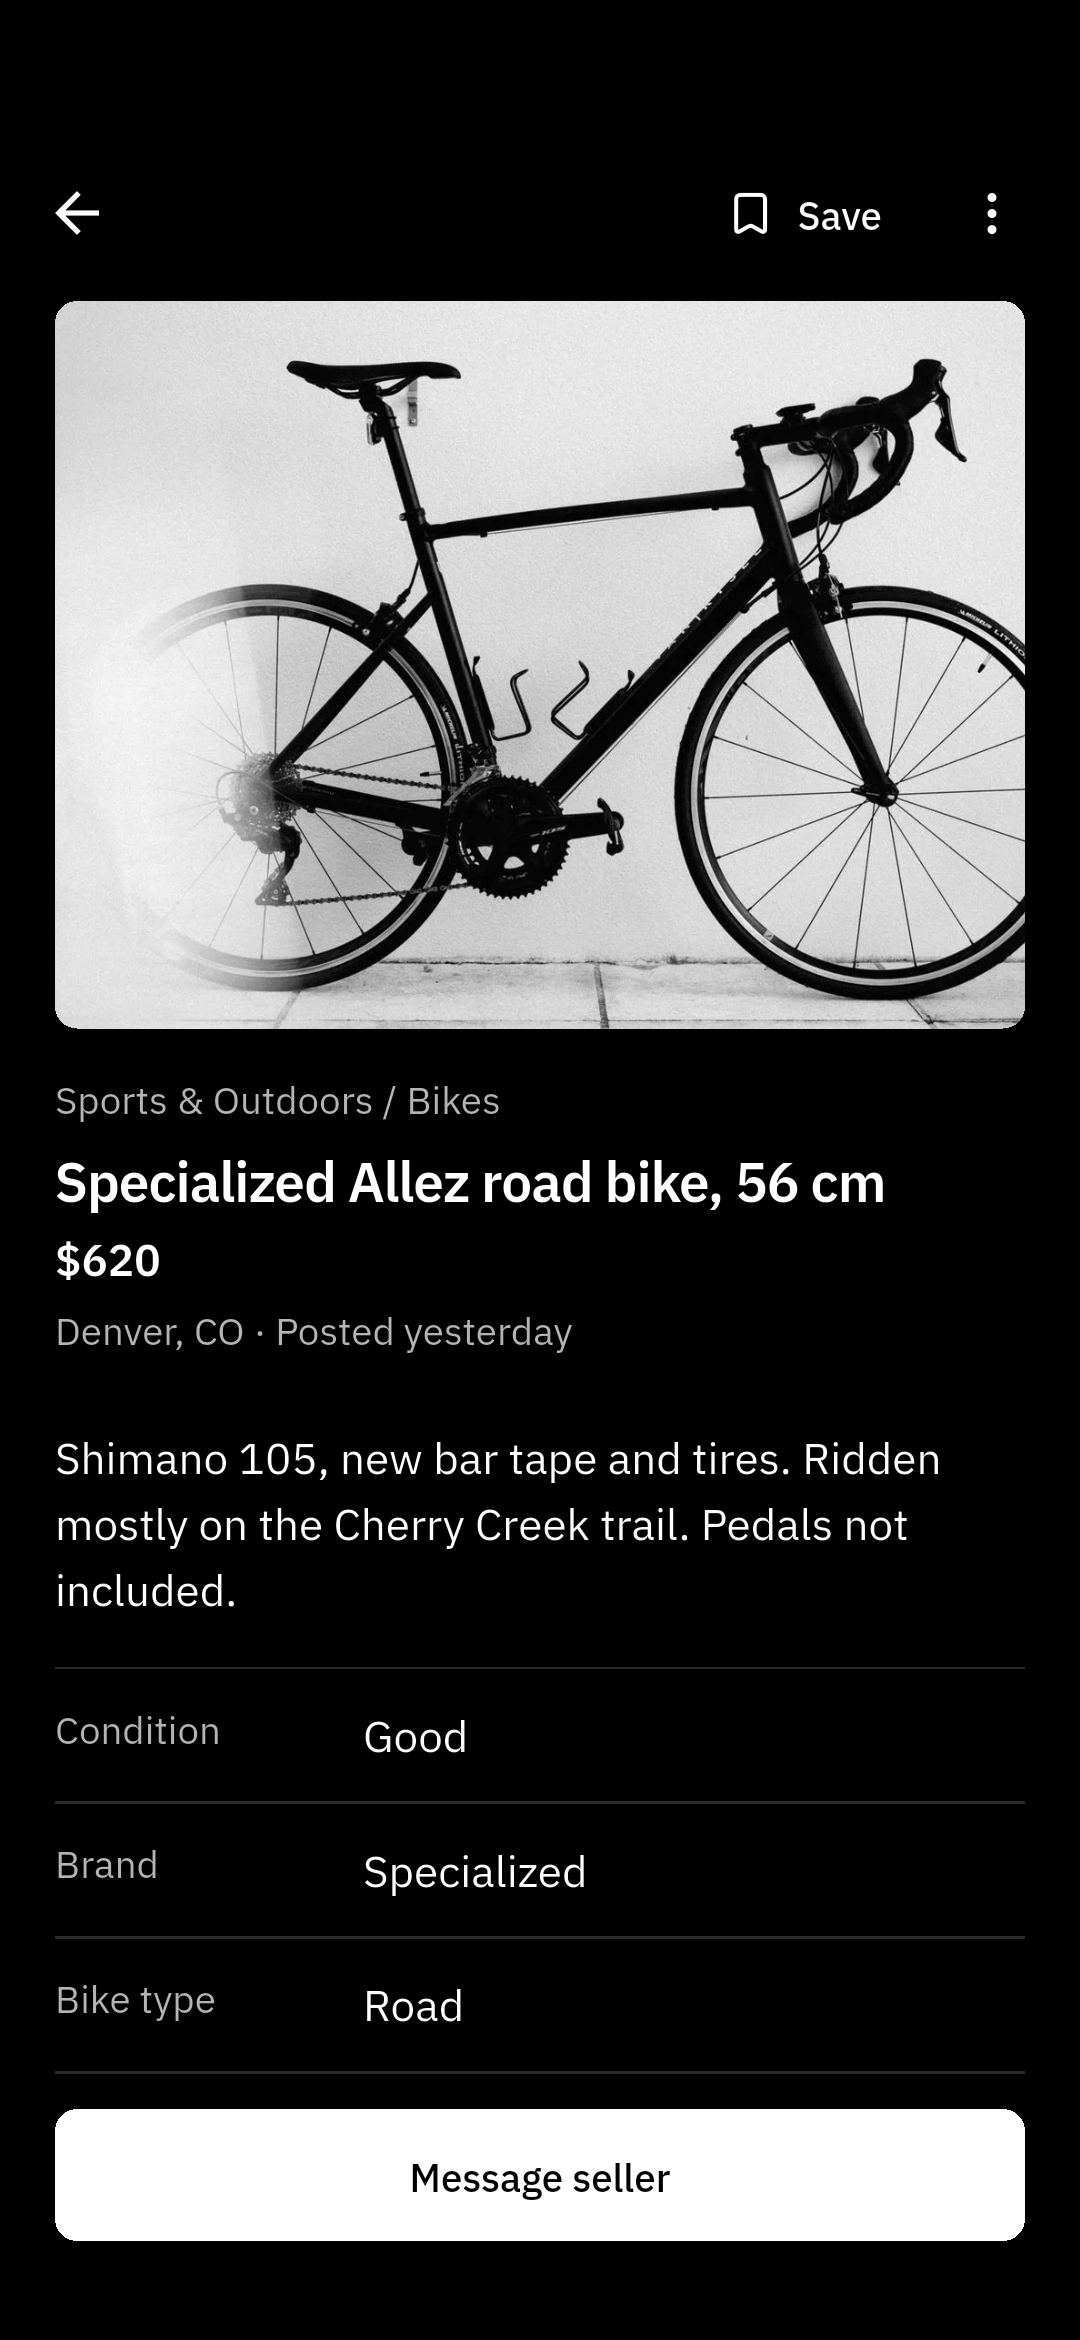 Save
Sports & Outdoors / Bikes
Specialized Allez road bike, 56 cm
$620
Denver, CO · Posted yesterday
Shimano 105, new bar tape and tires. Ridden
mostly on the Cherry Creek trail. Pedals not
included.
Condition Good
Brand Specialized
Bike type Road
Message seller